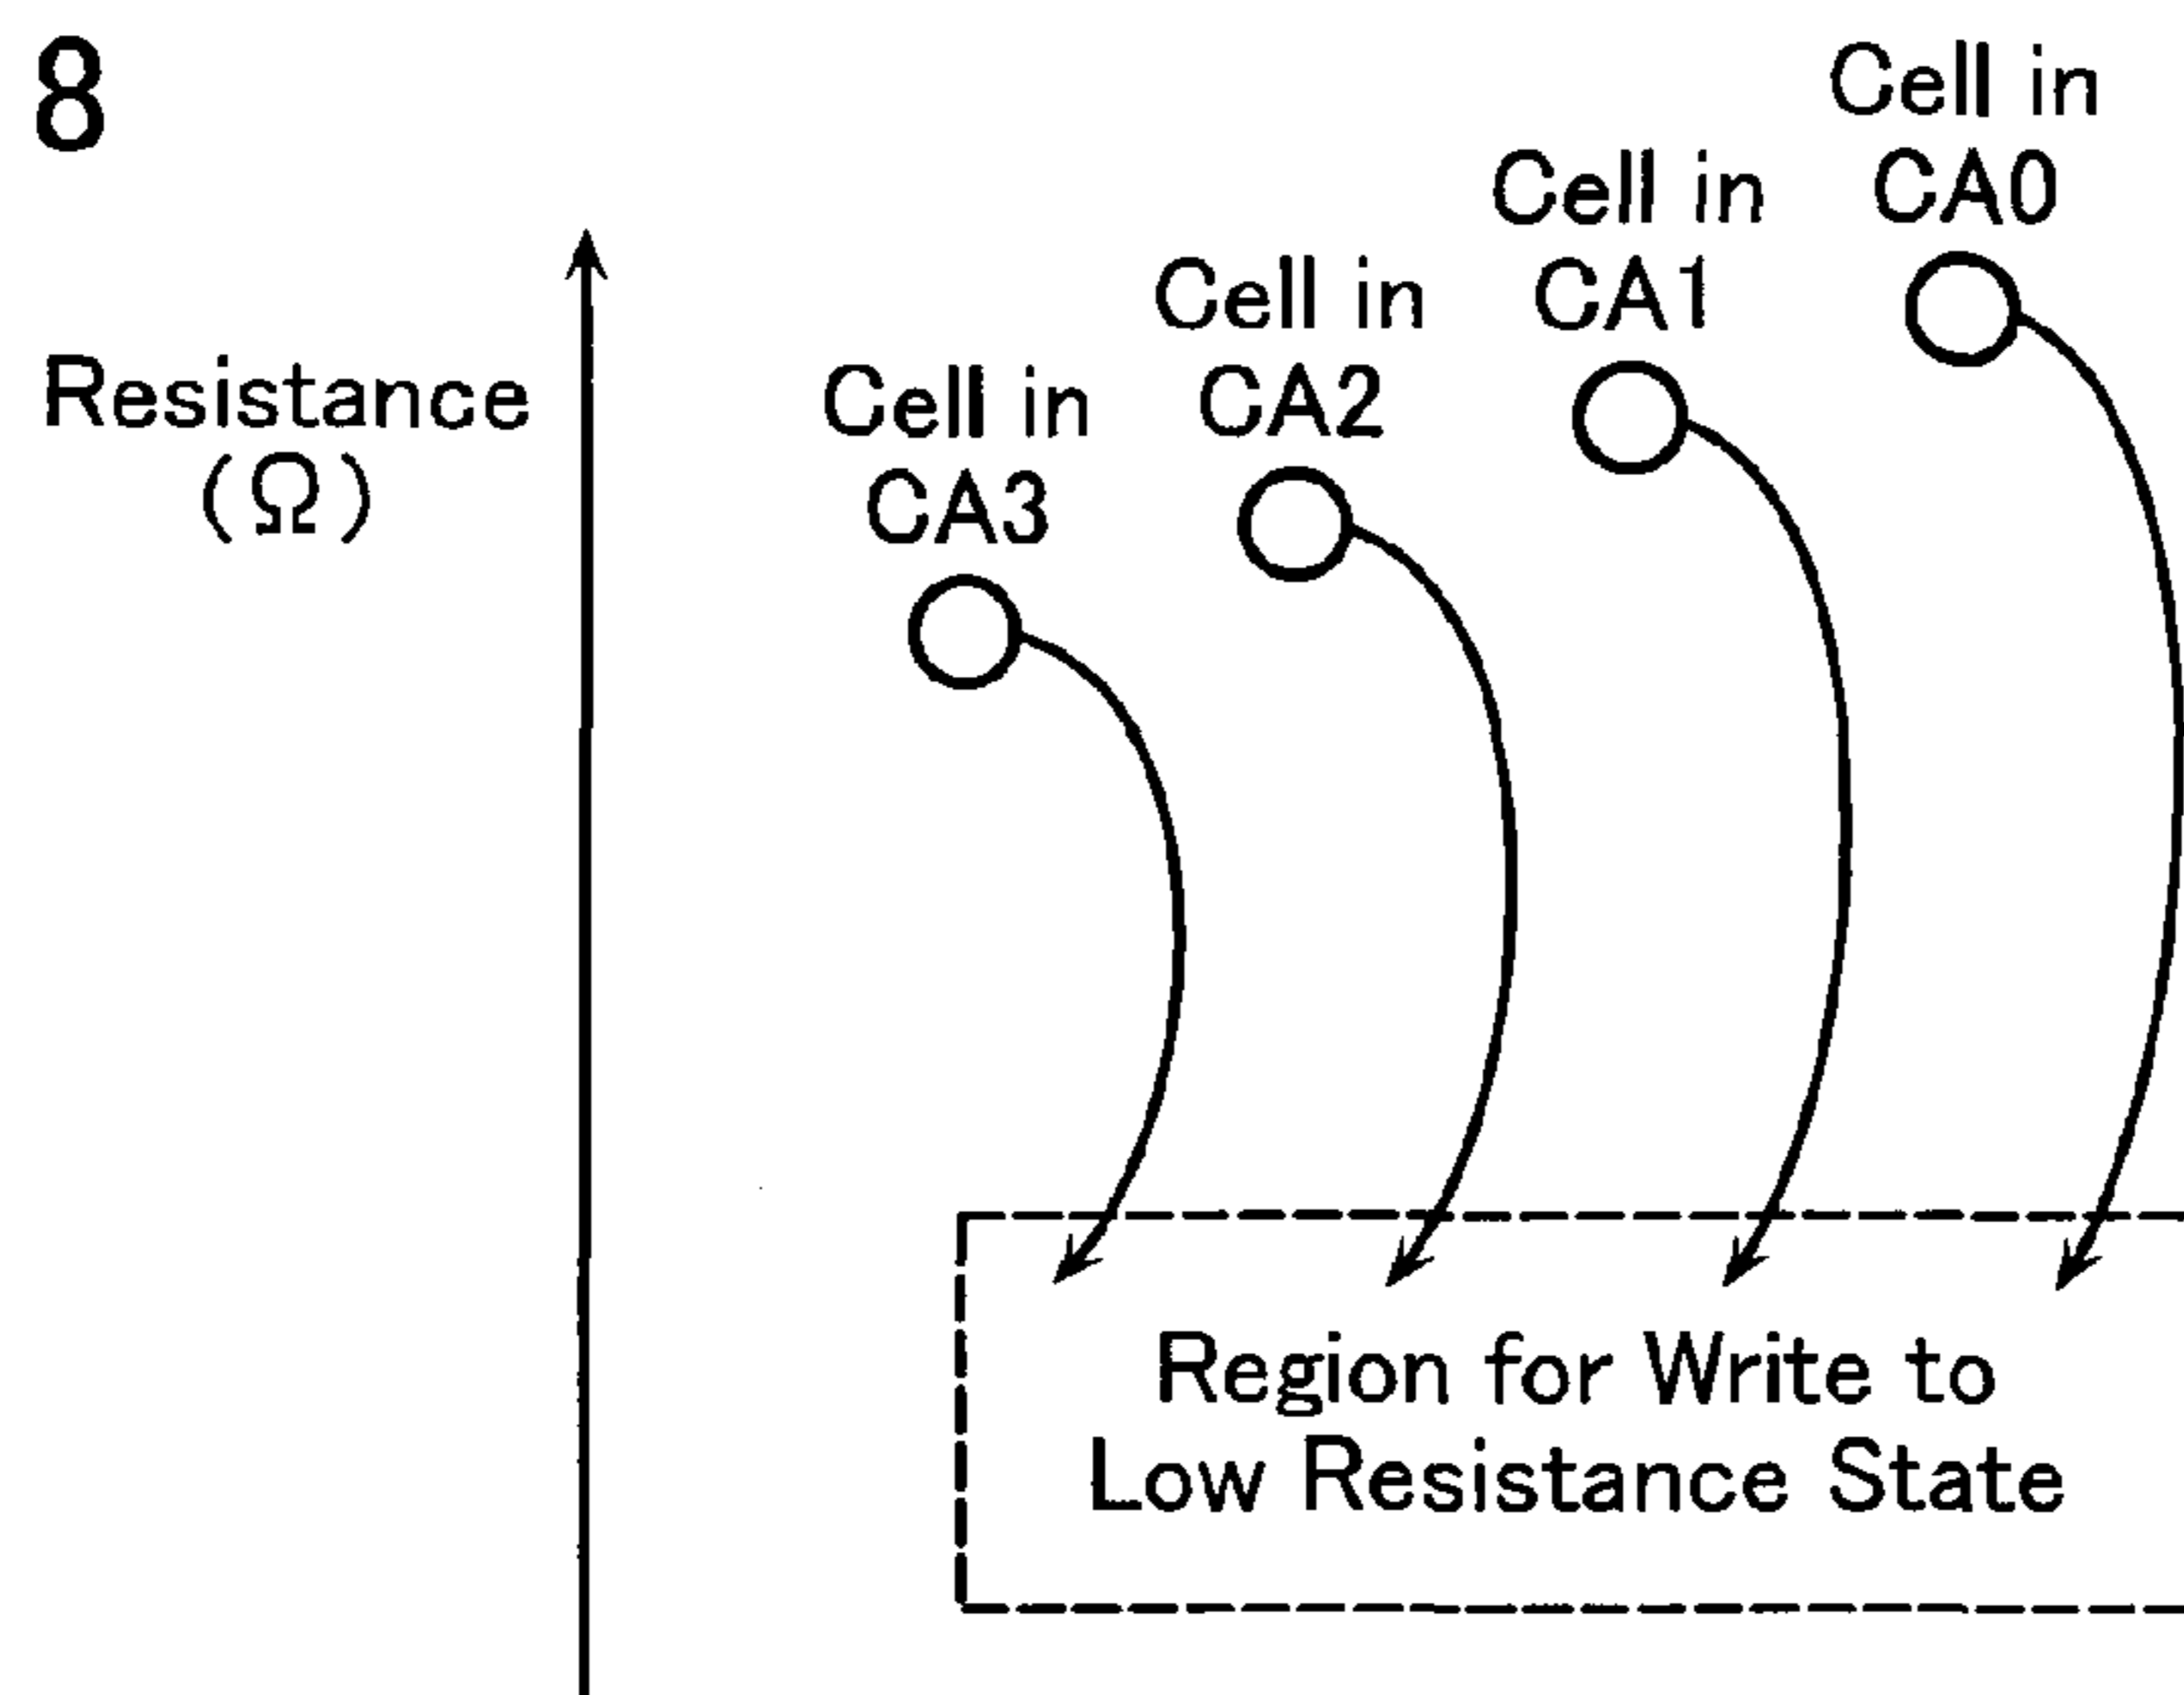 8
Cell in
CA0
Cell in
CA1
Cell in
CA2
Cell in
CA3
Resistance
(Ω)
Region for Write to
Low Resistance State